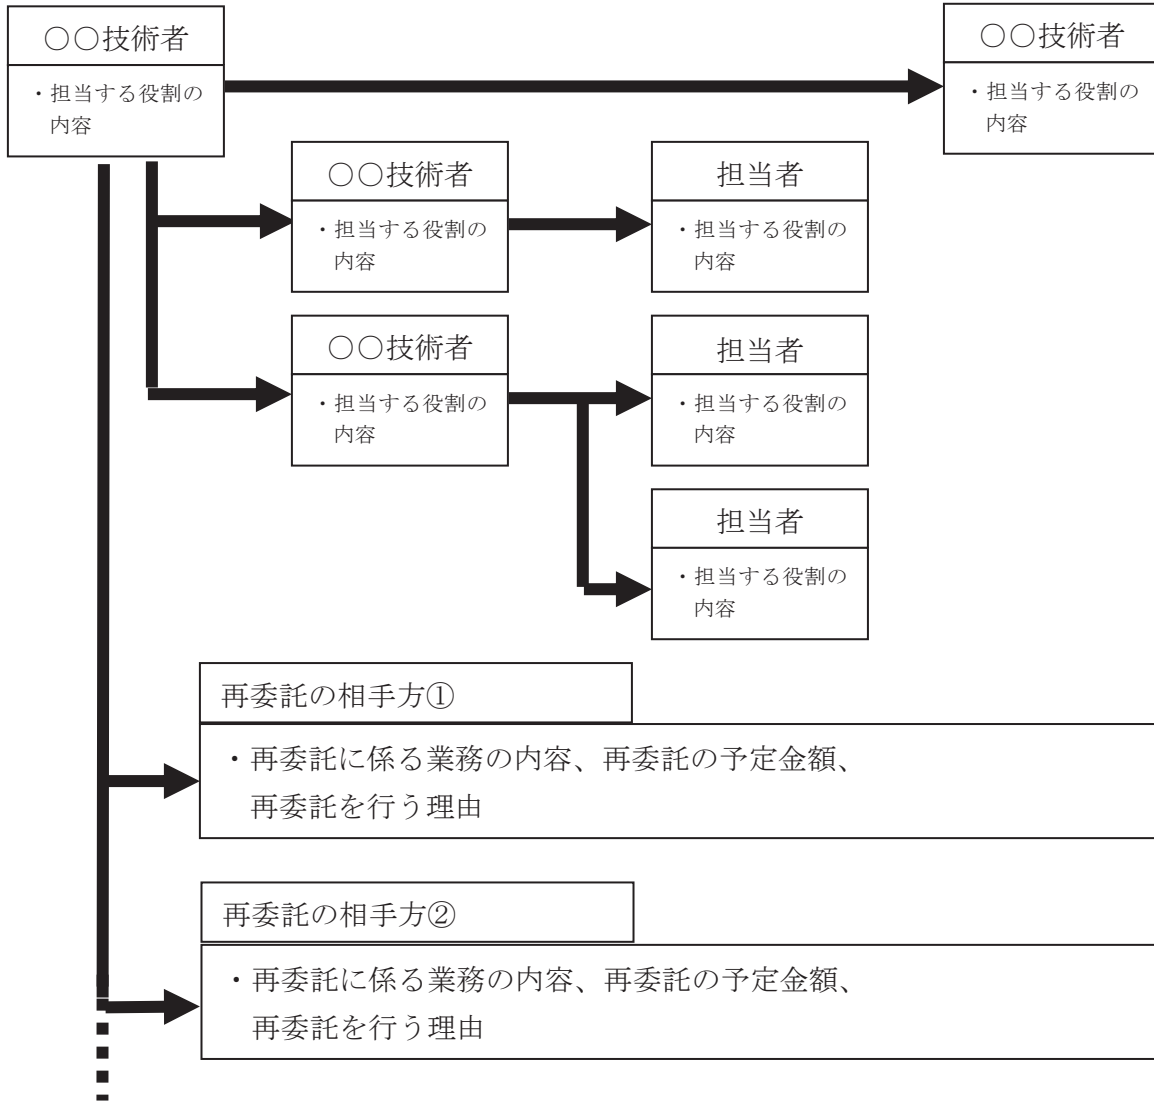 ○○技術者
・担当する役割の
内容
○○技術者
・担当する役割の
内容
○○技術者
・担当する役割の
内容
担当者
・担当する役割の
内容
○○技術者
・担当する役割の
内容
担当者
・担当する役割の
内容
担当者
・担当する役割の
内容
再委託の相手方①
・再委託に係る業務の内容、再委託の予定金額、
再委託を行う理由
再委託の相手方②
・再委託に係る業務の内容、再委託の予定金額、
再委託を行う理由